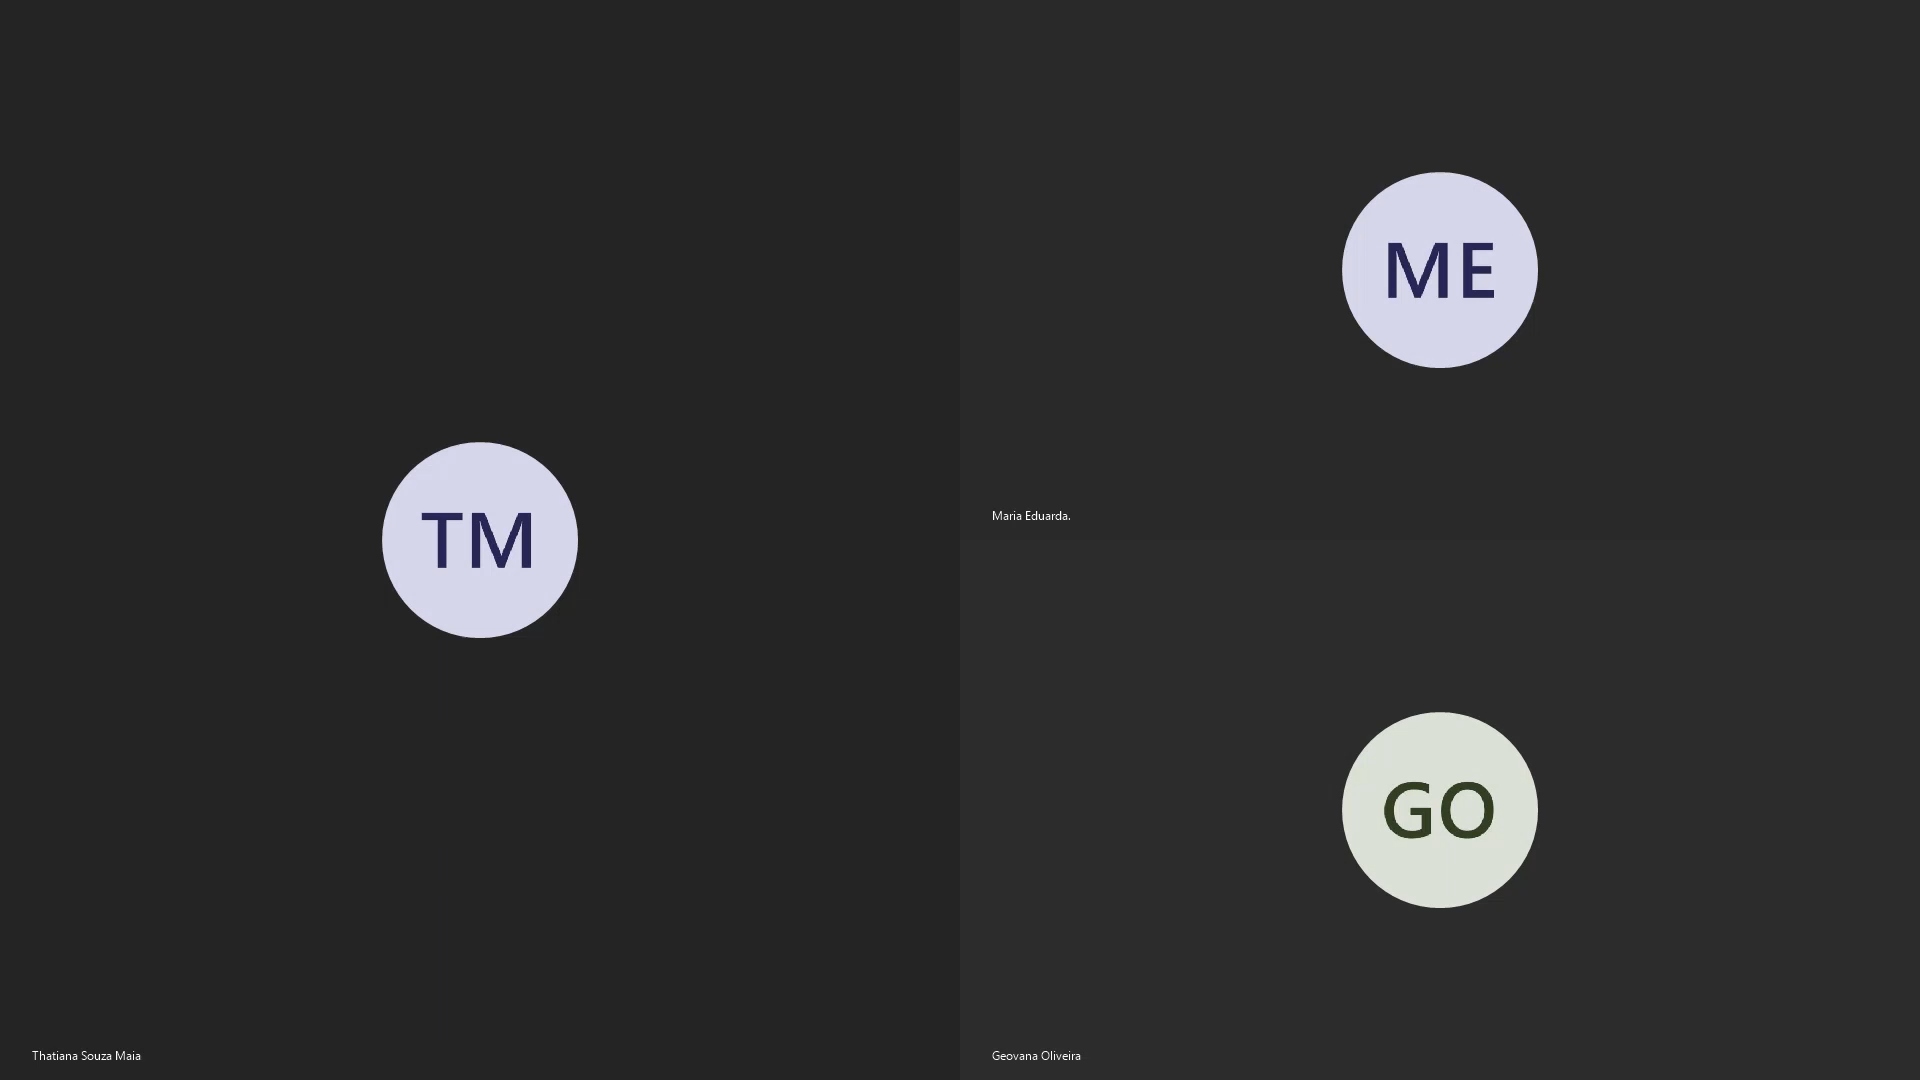 TM
Thatiana Souza Maia
ME
Maria Eduarda.
GO
Geovana Oliveira